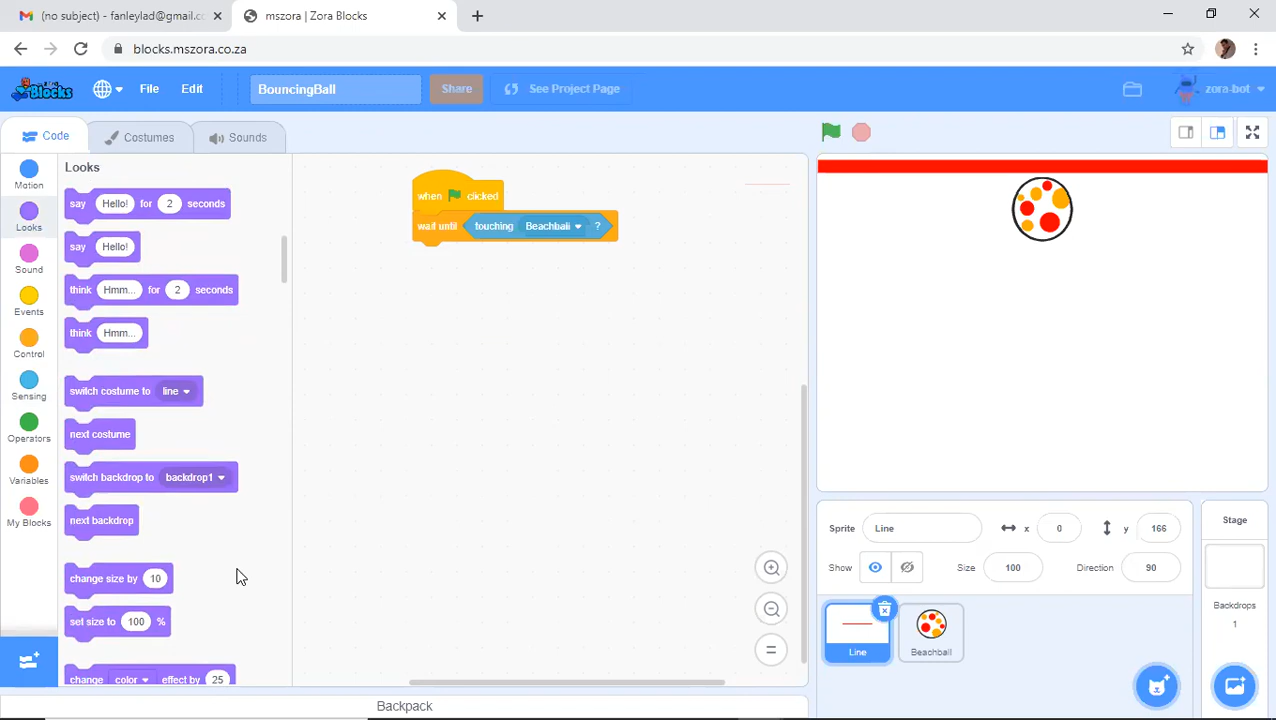 (no subject) - fanleylad@gmail.cc
mszora | Zora Blocks
blocks.mszora.co.za
Blocks
File
Edit
BouncingBall
Share
See Project Page
zora-bot
Code
Costumes
Sounds
Motion
Looks
Sound
Events
Control
Sensing
Operators
Variables
My Blocks
Looks
say Hello! for 2 seconds
say Hello!
think Hmm... for 2 seconds
think Hmm...
switch costume to line
next costume
switch backdrop to backdrop1
next backdrop
change size by 10
set size to 100 %
change color effect by 25
when clicked
wait until touching Beachball ?
Sprite Line x 0 y 166
Show Size 100 Direction 90
Line
Beachball
Stage
Backdrops
1
Backpack